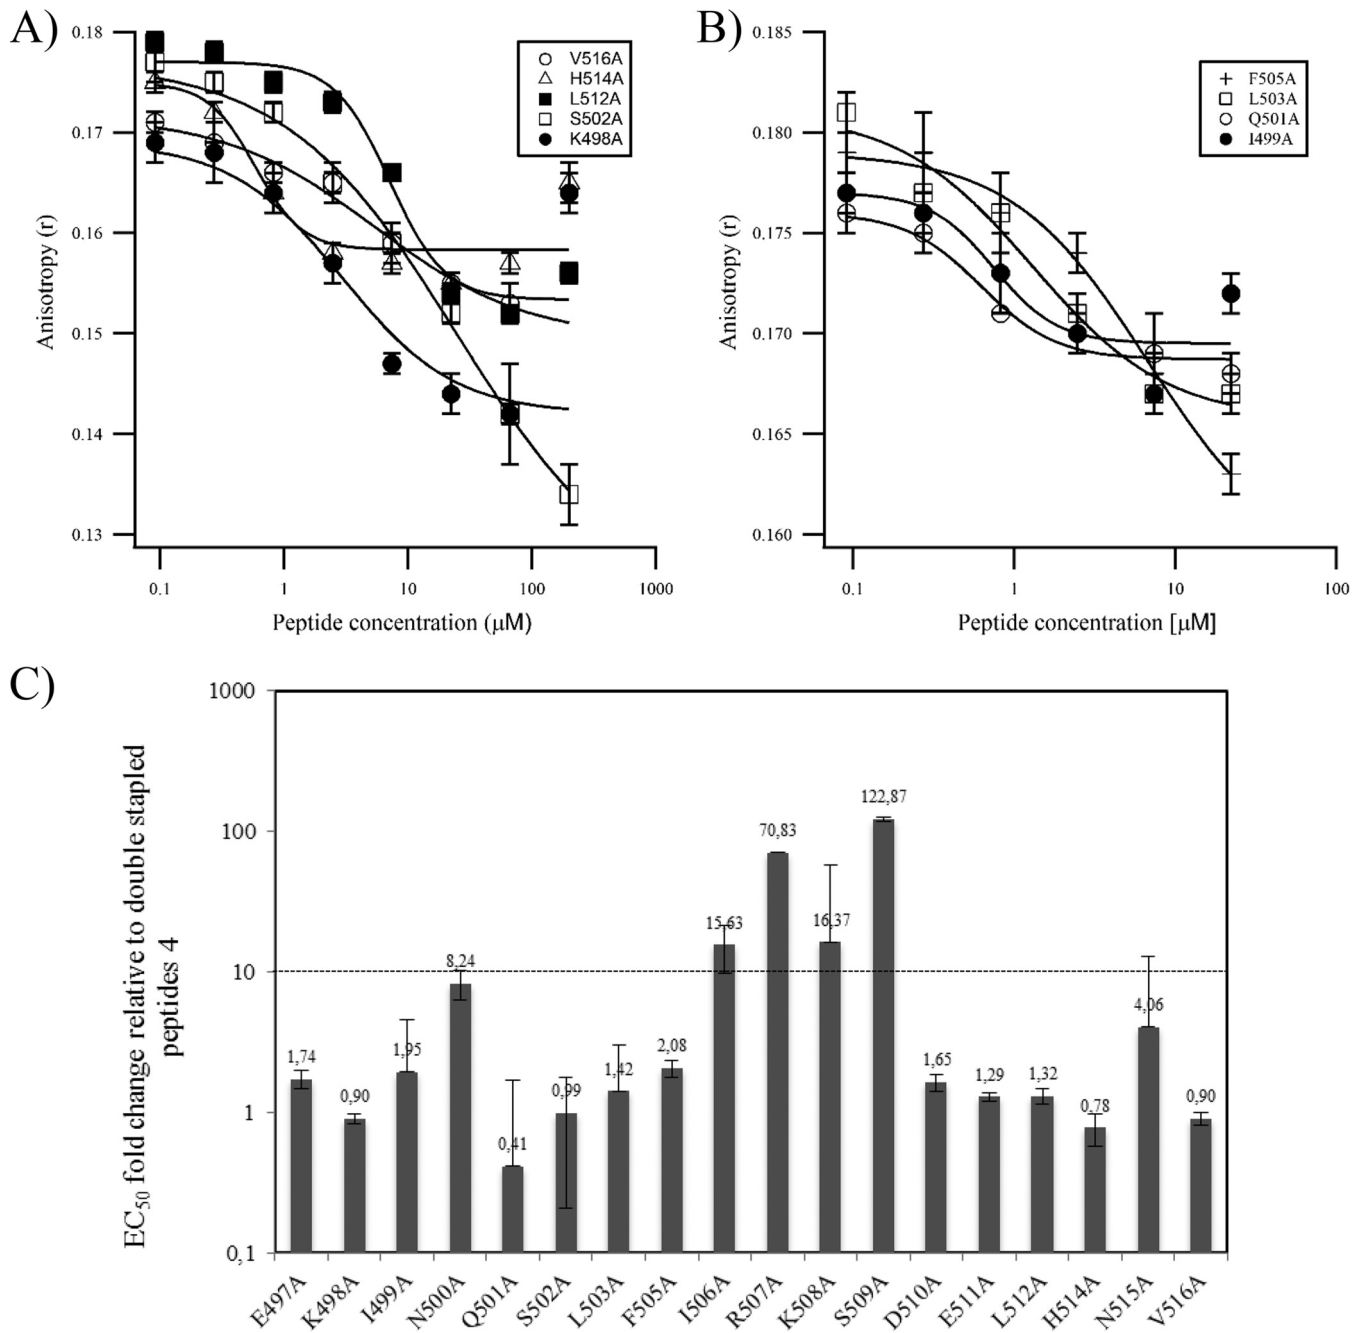 A)
0.18
0.17
0.16
0.15
0.14
0.13
Anisotropy (r)
V516A
H514A
L512A
S502A
K498A
0.1 1 10 100 1000
Peptide concentration (μM)
B)
0.185
0.180
0.175
0.170
0.165
0.160
Anisotropy (r)
F505A
L503A
Q501A
I499A
0.1 1 10 100
Peptide concentration [μM]
C)
EC50 fold change relative to double stapled
peptides 4
1000
100
10
1
0,1
1,74
0,90
1,95
8,24
0,41
0,99
1,42
2,08
15,63
70,83
16,37
122,87
1,65
1,29
1,32
0,78
4,06
0,90
E497A
K498A
I499A
N500A
Q501A
S502A
L503A
F505A
I506A
R507A
K508A
S509A
D510A
E511A
L512A
H514A
N515A
V516A